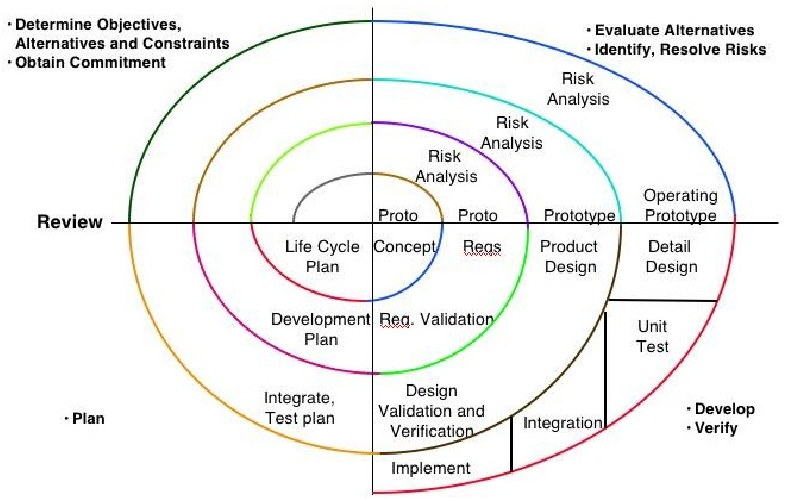 • Determine Objectives,
Alternatives and Constraints
• Obtain Commitment
• Evaluate Alternatives
• Identify, Resolve Risks
Risk
Analysis
Risk
Analysis
Risk
Analysis
Operating
Prototype
Proto
Proto
Prototype
Review
Life Cycle
Plan
Concept
Reqs
Product
Design
Detail
Design
Development
Plan
Req. Validation
Unit
Test
Integrate,
Test plan
Design
Validation and
Verification
Integration
Implement
• Plan
• Develop
• Verify